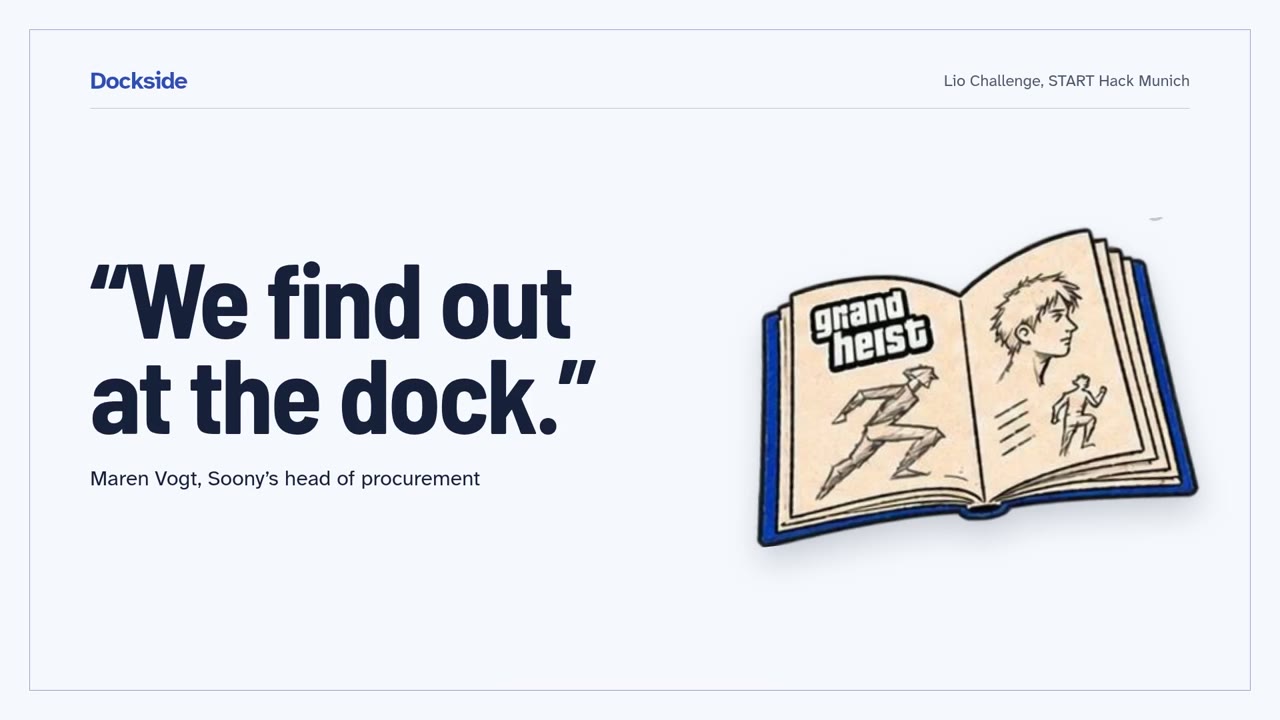 Dockside
Lio Challenge, START Hack Munich
“We find out
at the dock.”
Maren Vogt, Soony’s head of procurement
grand
heist